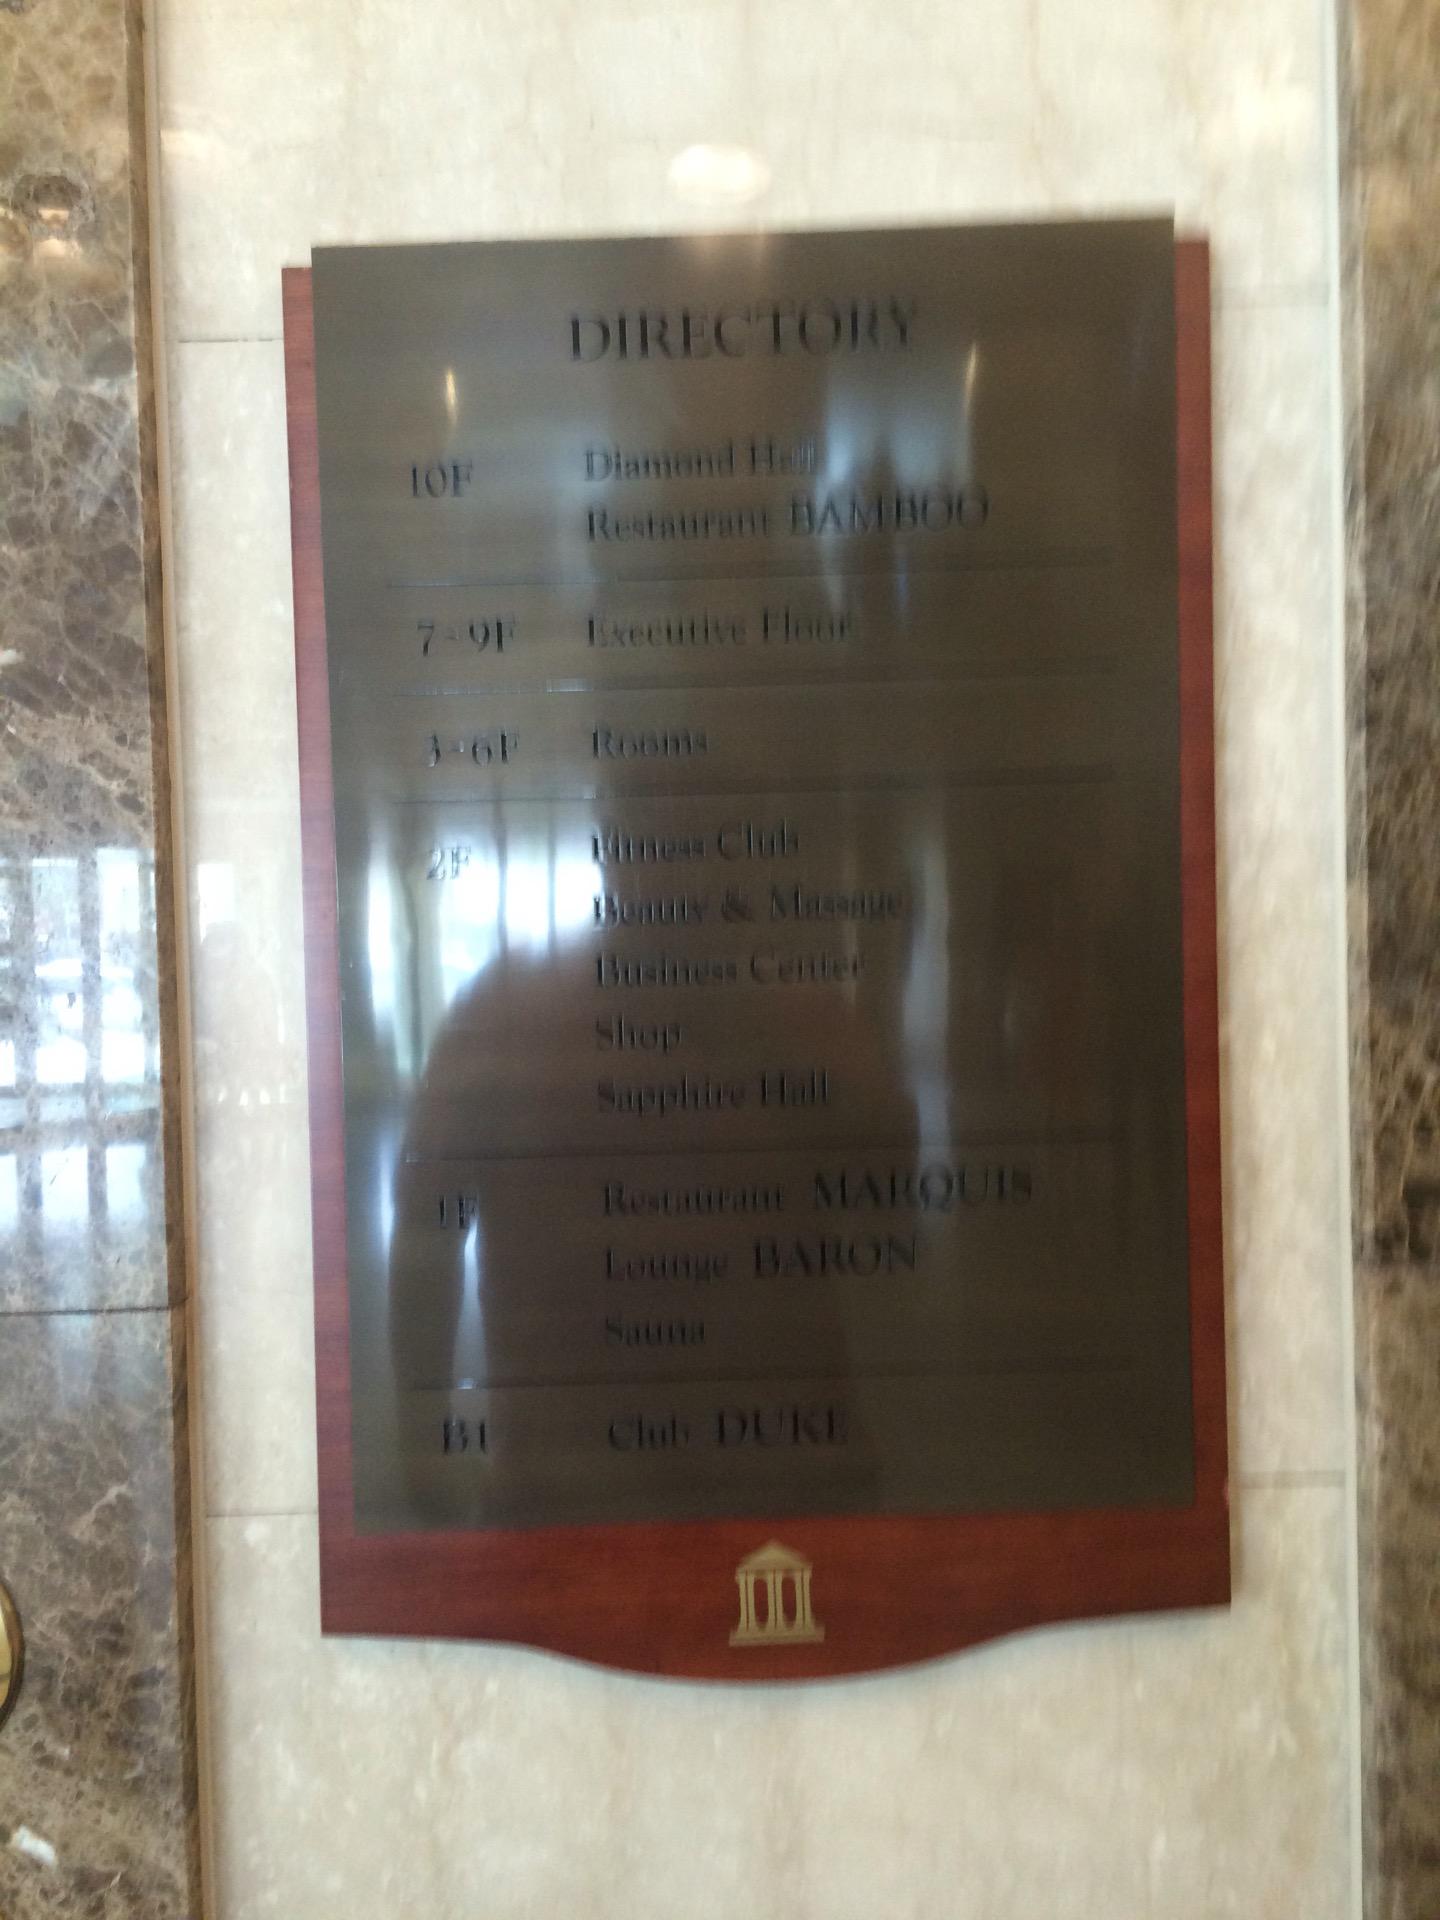 DIRECTORY
10F Diamond Hall
Restaurant BAMBOO
7-9F Executive Floor
3-6F Rooms
2F Fitness Club
Beauty & Massage
Business Center
Shop
Sapphire Hall
1F Restaurant MARQUIS
Lounge BARON
Sauna
B1 Club DUKE